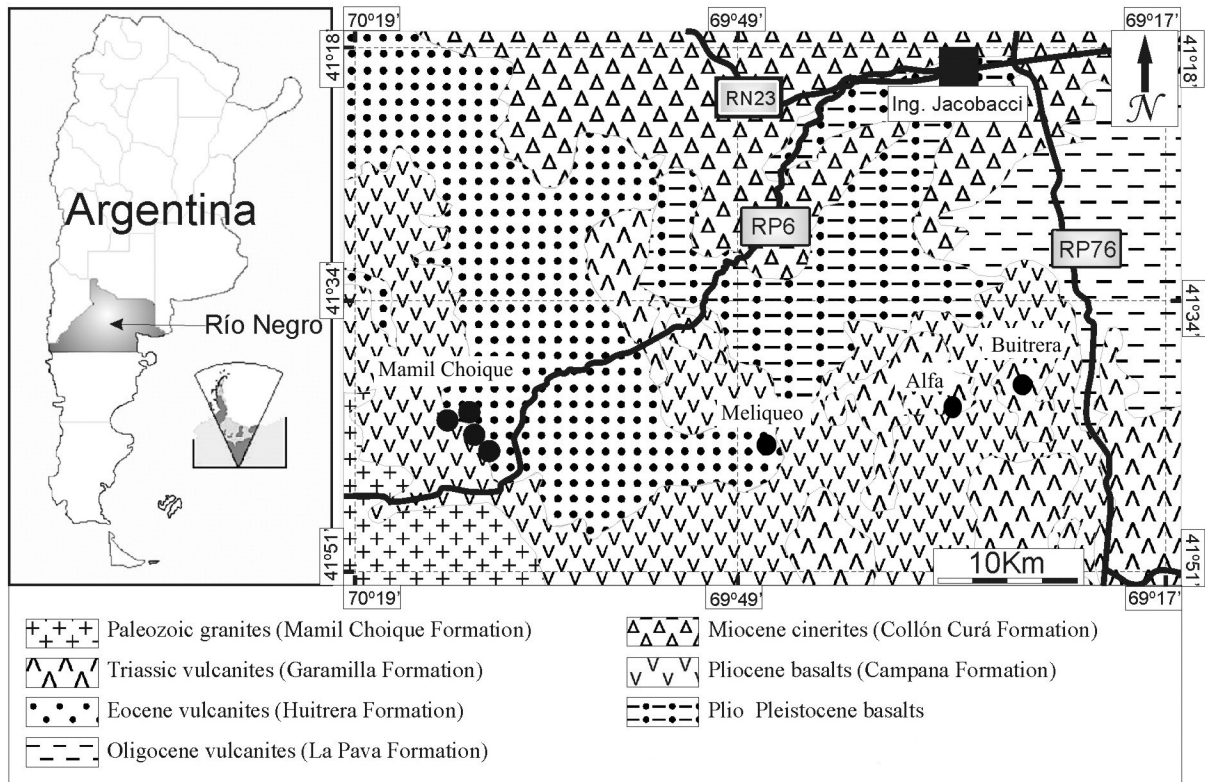 Argentina
Río Negro
70º19’
69º49’
69º17’
41º18’
41º18’
RN23
Ing. Jacobacci
N
RP6
RP76
41º34’
41º34’
Mamil Choique
Meliqueo
Alfa
Buitrera
41º51’
10Km
41º51’
70º19’
69º49’
69º17’
Paleozoic granites (Mamil Choique Formation)
Triassic vulcanites (Garamilla Formation)
Eocene vulcanites (Huitrera Formation)
Oligocene vulcanites (La Pava Formation)
Miocene cinerites (Collón Curá Formation)
Pliocene basalts (Campana Formation)
Plio Pleistocene basalts